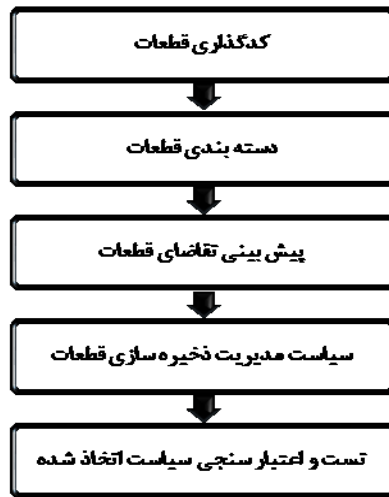 کدگذاری قطعات
دسته بندی قطعات
پیش بینی تقاضای قطعات
سیاست مدیریت ذخیره سازی قطعات
تست و اعتبار سنجی سیاست اتخاذ شده